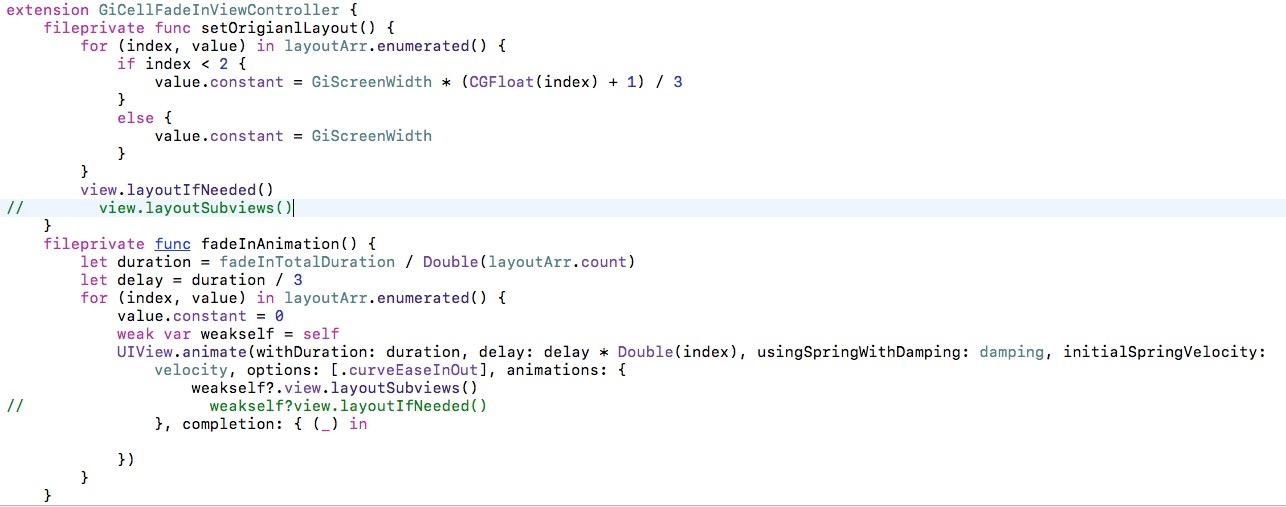 extension GiCellFadeInViewController {
    fileprivate func setOrigianlLayout() {
        for (index, value) in layoutArr.enumerated() {
            if index < 2 {
                value.constant = GiScreenWidth * (CGFloat(index) + 1) / 3
            }
            else {
                value.constant = GiScreenWidth
            }
        }
        view.layoutIfNeeded()
//        view.layoutSubviews()
    }
    fileprivate func fadeInAnimation() {
        let duration = fadeInTotalDuration / Double(layoutArr.count)
        let delay = duration / 3
        for (index, value) in layoutArr.enumerated() {
            value.constant = 0
            weak var weakself = self
            UIView.animate(withDuration: duration, delay: delay * Double(index), usingSpringWithDamping: damping, initialSpringVelocity:
                velocity, options: [.curveEaseInOut], animations: {
                    weakself?.view.layoutSubviews()
//                    weakself?view.layoutIfNeeded()
                }, completion: { (_) in
            })
        }
    }